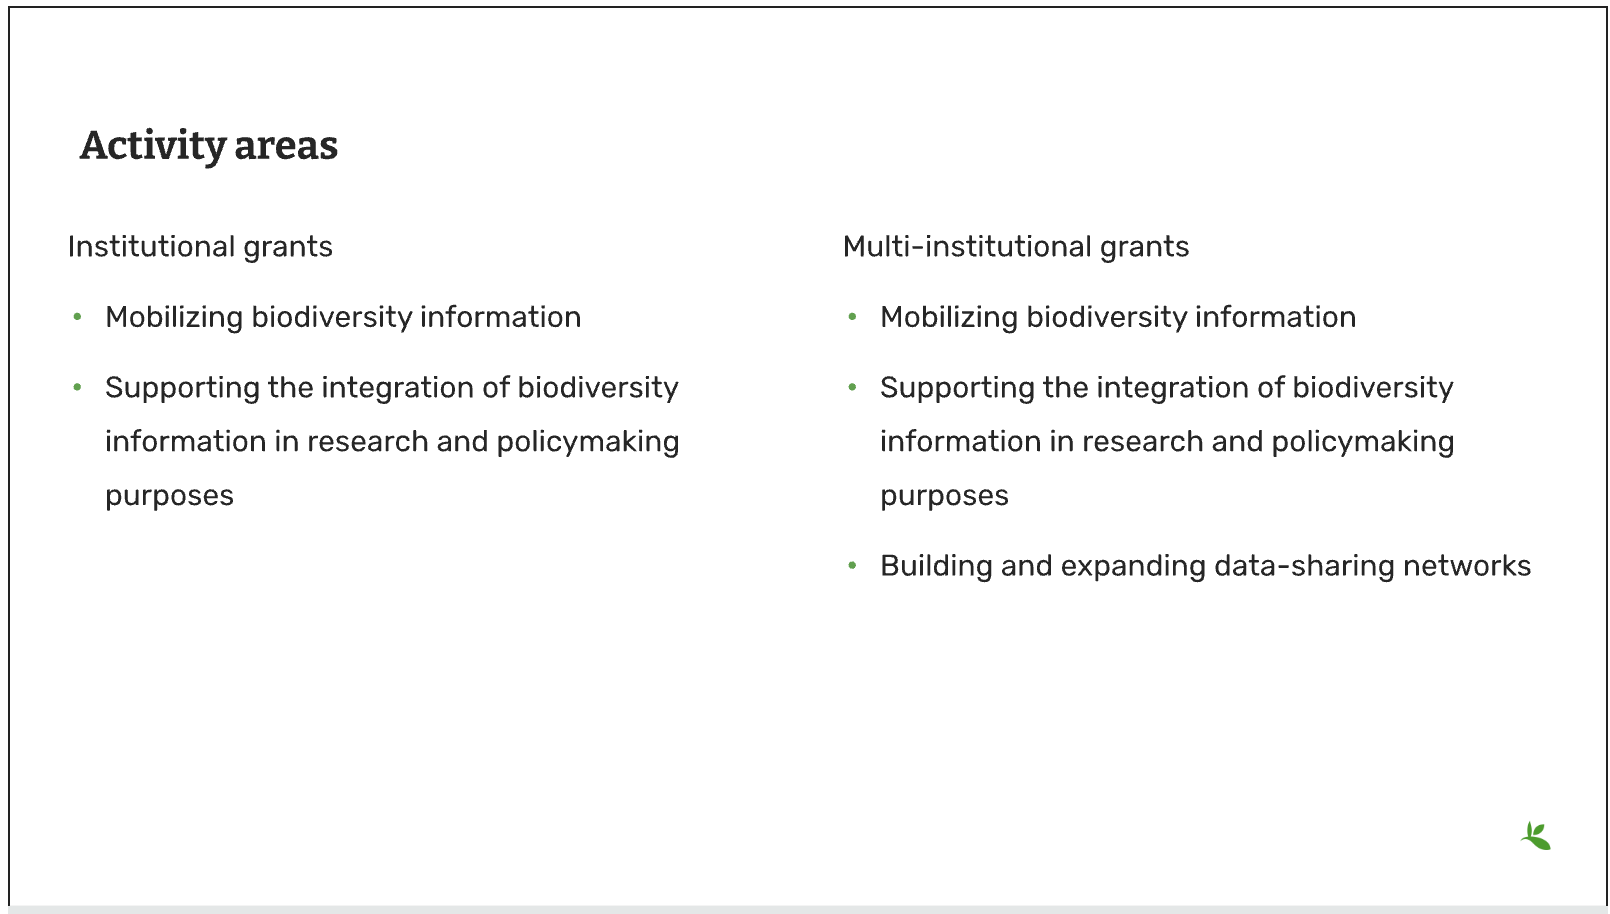 Activity areas
Institutional grants
• Mobilizing biodiversity information
• Supporting the integration of biodiversity
information in research and policymaking
purposes
Multi-institutional grants
• Mobilizing biodiversity information
• Supporting the integration of biodiversity
information in research and policymaking
purposes
• Building and expanding data-sharing networks